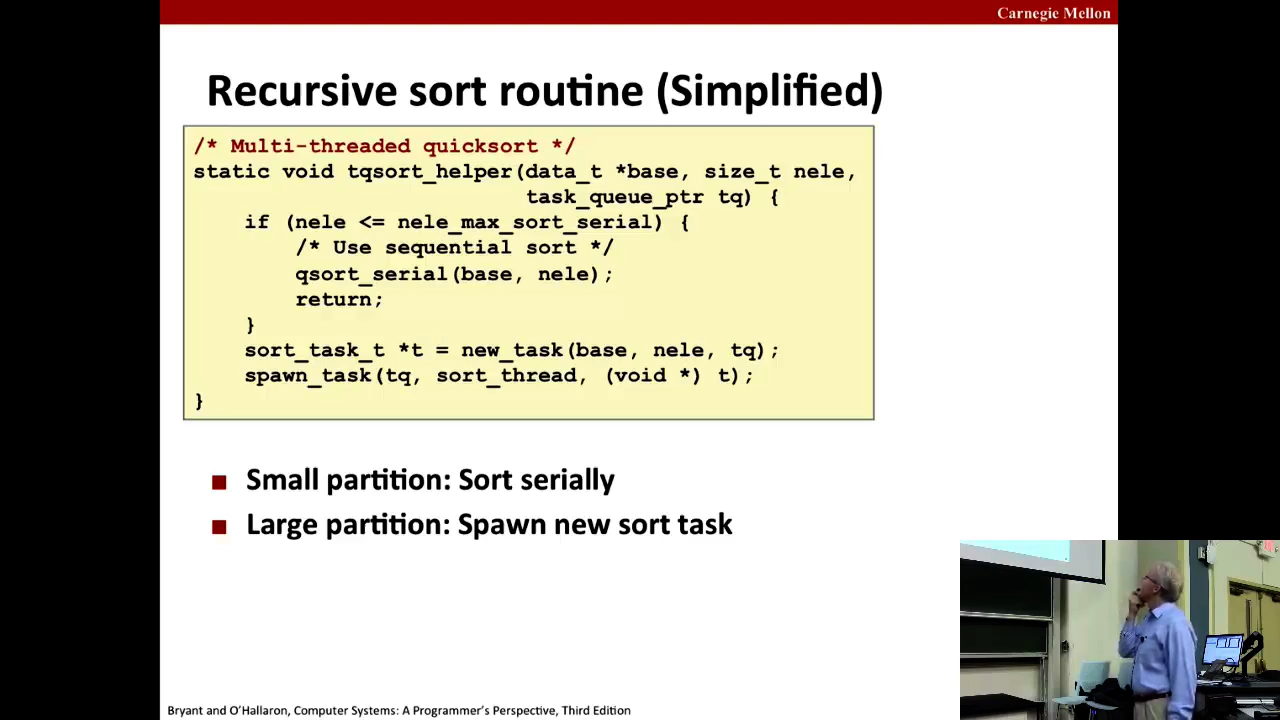 Carnegie Mellon
Recursive sort routine (Simplified)
/* Multi-threaded quicksort */
static void tqsort_helper(data_t *base, size_t nele,
task_queue_ptr tq) {
if (nele <= nele_max_sort_serial) {
/* Use sequential sort */
qsort_serial(base, nele);
return;
}
sort_task_t *t = new_task(base, nele, tq);
spawn_task(tq, sort_thread, (void *) t);
}
■ Small partition: Sort serially
■ Large partition: Spawn new sort task
Bryant and O'Hallaron, Computer Systems: A Programmer's Perspective, Third Edition